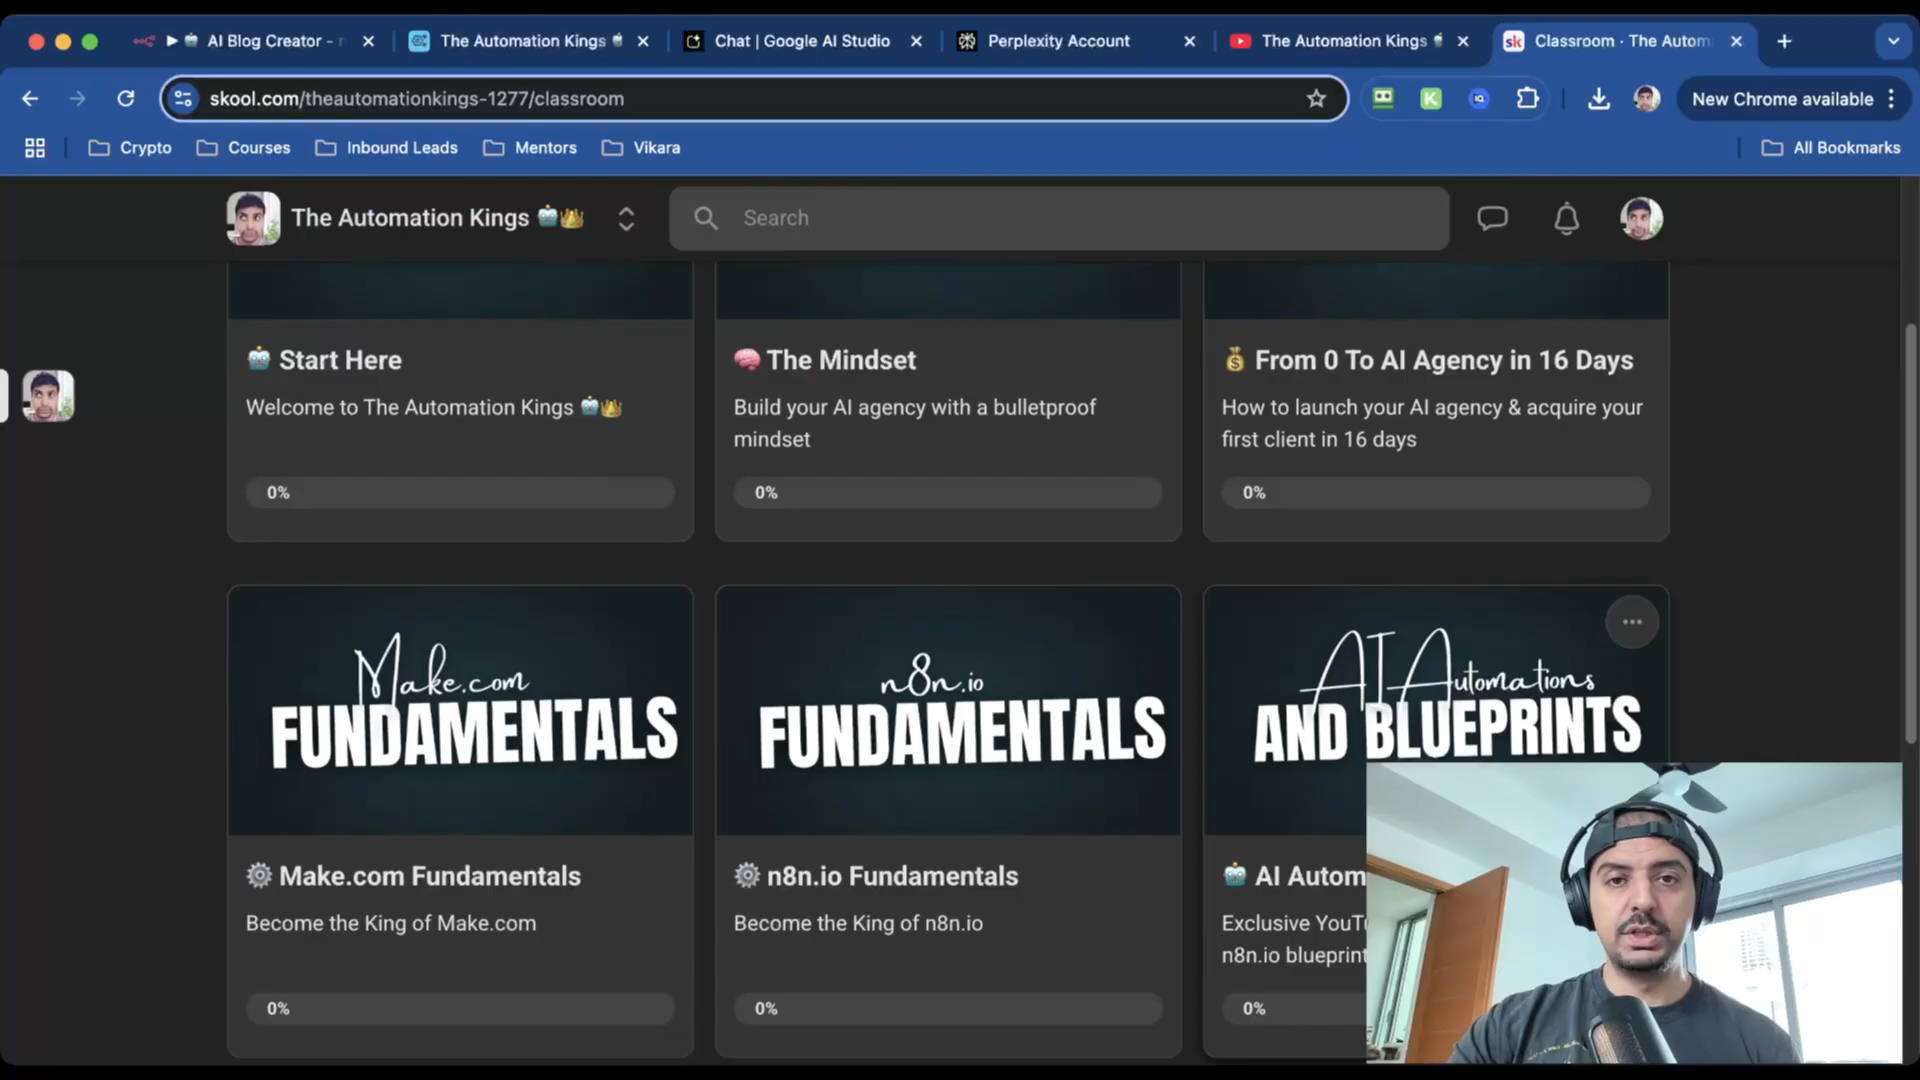 AI Blog Creator -
The Automation Kings
Chat | Google AI Studio
Perplexity Account
The Automation Kings
Classroom · The Autom
skool.com/theautomationkings-1277/classroom
New Chrome available
Crypto
Courses
Inbound Leads
Mentors
Vikara
All Bookmarks
The Automation Kings
Search
Start Here
Welcome to The Automation Kings
0%
The Mindset
Build your AI agency with a bulletproof
mindset
0%
From 0 To AI Agency in 16 Days
How to launch your AI agency & acquire your
first client in 16 days
0%
Make.com
FUNDAMENTALS
Make.com Fundamentals
Become the King of Make.com
0%
n8n.io
FUNDAMENTALS
n8n.io Fundamentals
Become the King of n8n.io
0%
AI Automations
AND BLUEPRINTS
AI Autom
Exclusive YouT
n8n.io blueprint
0%